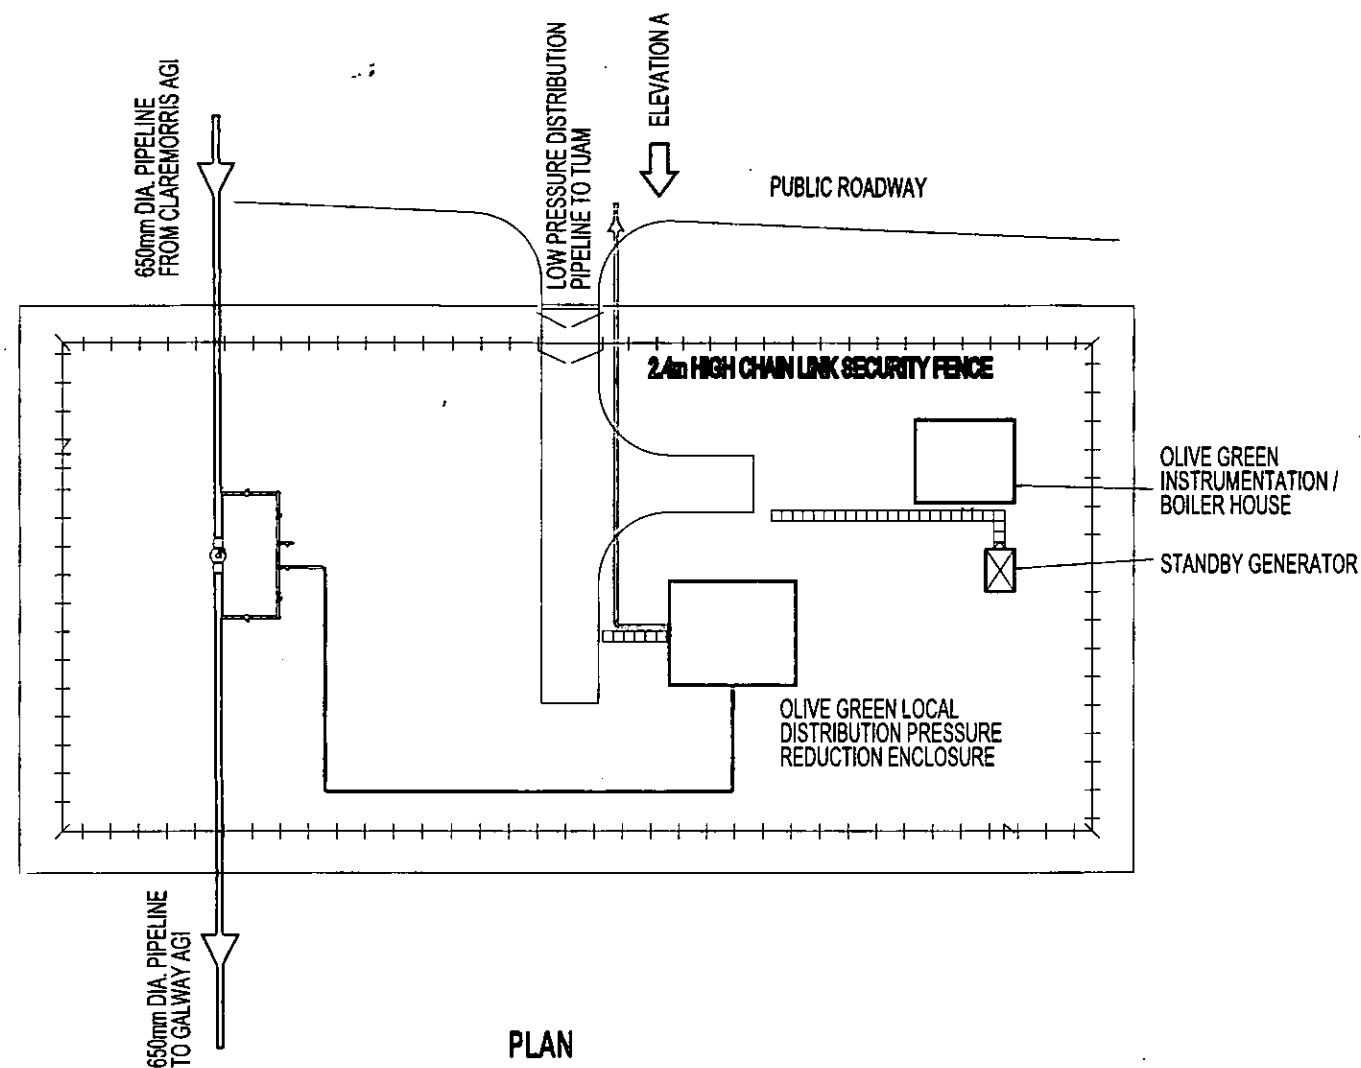 650mm DIA. PIPELINE
FROM CLAREMORRIS AGI
LOW PRESSURE DISTRIBUTION
PIPELINE TO TUAM
ELEVATION A
PUBLIC ROADWAY
2.4m HIGH CHAIN LINK SECURITY FENCE
OLIVE GREEN
INSTRUMENTATION /
BOILER HOUSE
STANDBY GENERATOR
OLIVE GREEN LOCAL
DISTRIBUTION PRESSURE
REDUCTION ENCLOSURE
650mm DIA. PIPELINE
TO GALWAY AGI
PLAN